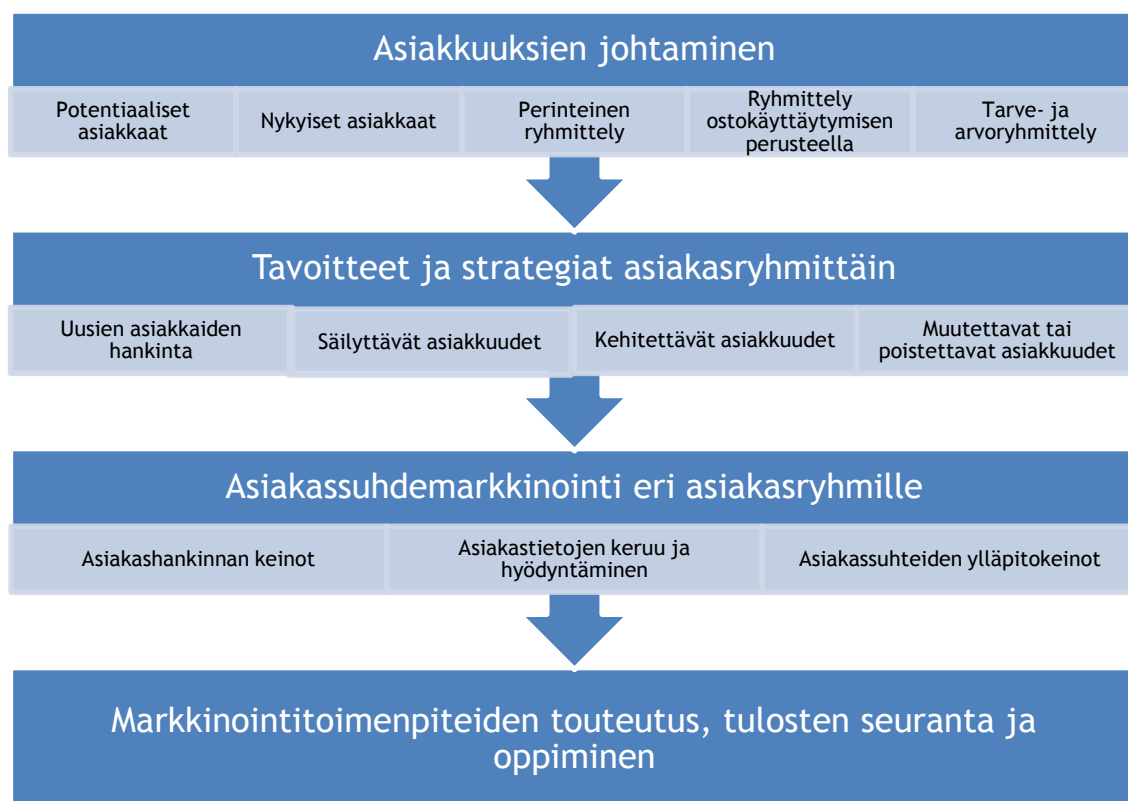 Asiakkuuksien johtaminen
Potentiaaliset
asiakkaat
Nykyiset asiakkaat
Perinteinen
ryhmittely
Ryhmittely
ostokäyttäytymisen
perusteella
Tarve- ja
arvoryhmittely
Tavoitteet ja strategiat asiakasryhmittäin
Uusien asiakkaiden
hankinta
Säilyttävät asiakkuudet
Kehitettävät asiakkuudet
Muutettavat tai
poistettavat asiakkuudet
Asiakassuhdemarkkinointi eri asiakasryhmille
Asiakashankinnan keinot
Asiakastietojen keruu ja
hyödyntäminen
Asiakassuhteiden ylläpitokeinot
Markkinointitoimenpiteiden touteutus, tulosten seuranta ja
oppiminen